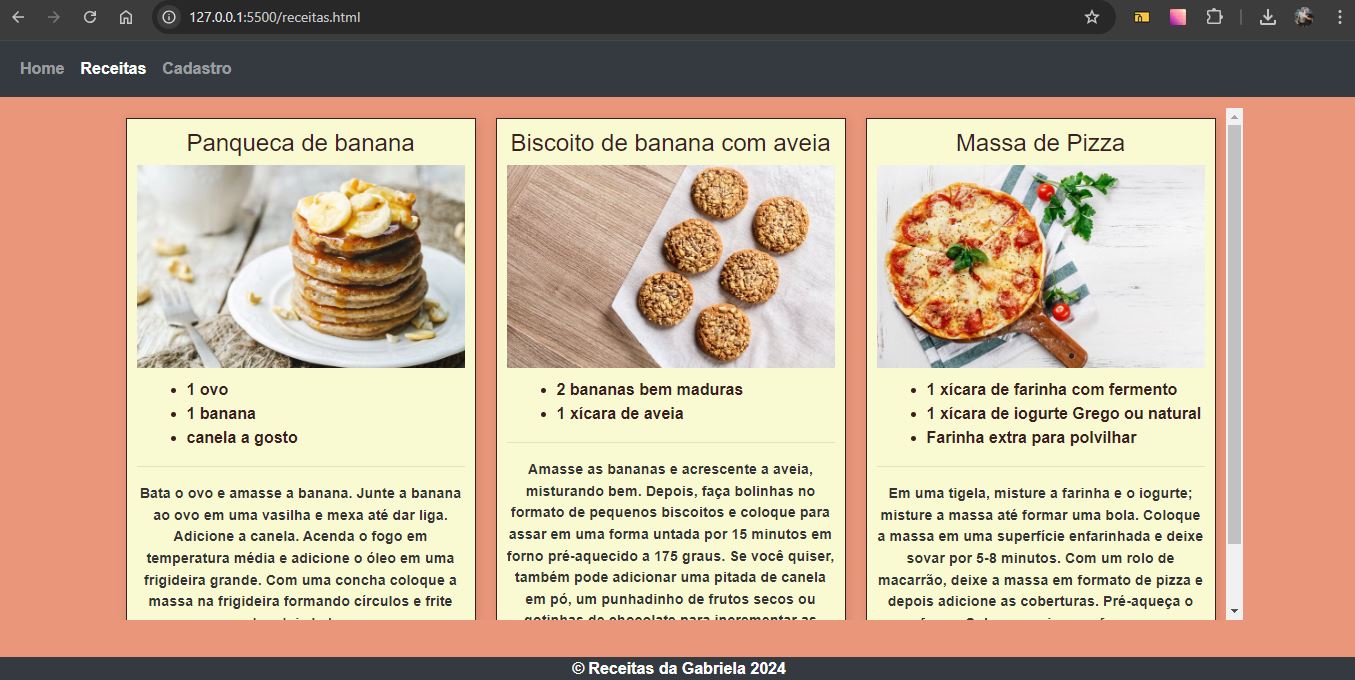 127.0.0.1:5500/receitas.html
Home Receitas Cadastro
Panqueca de banana
1 ovo
1 banana
canela a gosto
Bata o ovo e amasse a banana. Junte a banana
ao ovo em uma vasilha e mexa até dar liga.
Adicione a canela. Acenda o fogo em
temperatura média e adicione o óleo em uma
frigideira grande. Com uma concha coloque a
massa na frigideira formando círculos e frite
Biscoito de banana com aveia
2 bananas bem maduras
1 xícara de aveia
Amasse as bananas e acrescente a aveia,
misturando bem. Depois, faça bolinhas no
formato de pequenos biscoitos e coloque para
assar em uma forma untada por 15 minutos em
forno pré-aquecido a 175 graus. Se você quiser,
também pode adicionar uma pitada de canela
em pó, um punhadinho de frutos secos ou
gotinhas de chocolate para incrementar as
Massa de Pizza
1 xícara de farinha com fermento
1 xícara de iogurte Grego ou natural
Farinha extra para polvilhar
Em uma tigela, misture a farinha e o iogurte;
misture a massa até formar uma bola. Coloque
a massa em uma superfície enfarinhada e deixe
sovar por 5-8 minutos. Com um rolo de
macarrão, deixe a massa em formato de pizza e
depois adicione as coberturas. Pré-aqueça o
© Receitas da Gabriela 2024